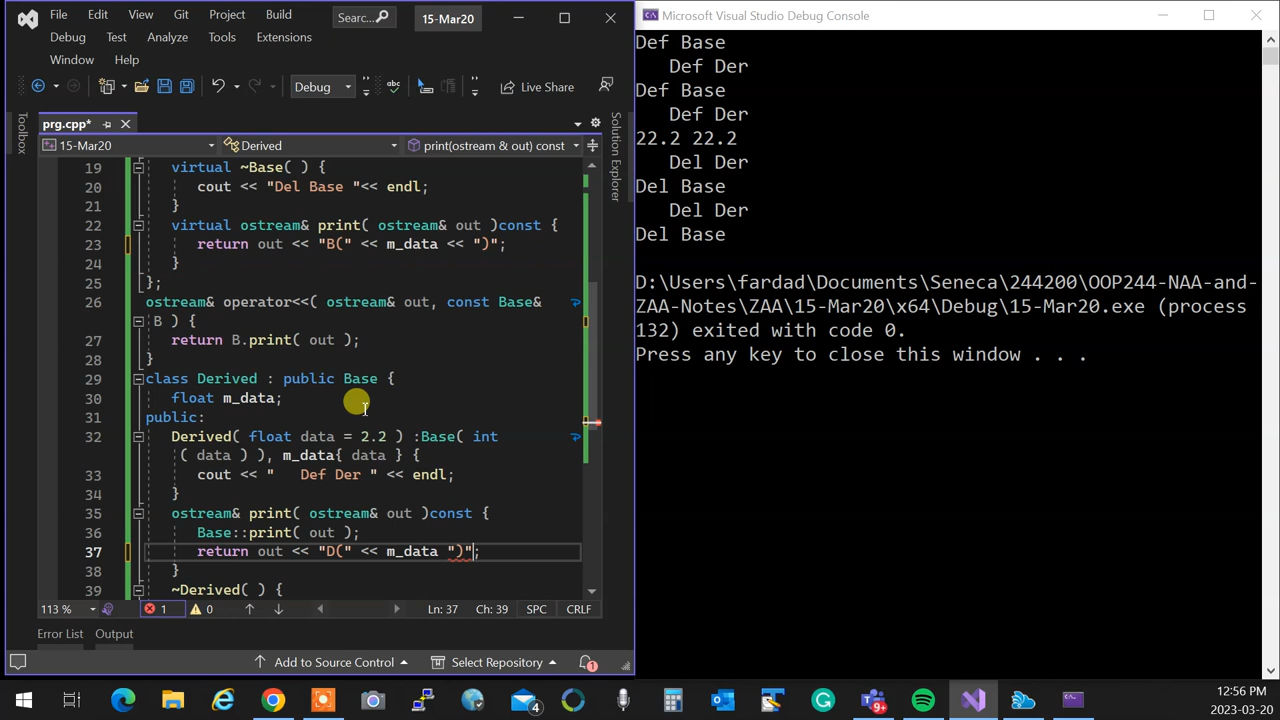 File Edit View Git Project Build Searc... 15-Mar20
Debug Test Analyze Tools Extensions
Window Help
Debug Live Share
prg.cpp*
15-Mar20 Derived print(ostream & out) const
Toolbox
Solution Explorer
19 virtual ~Base( ) {
20 cout << "Del Base "<< endl;
21 }
22 virtual ostream& print( ostream& out )const {
23 return out << "B(" << m_data << ")";
24 }
25 };
26 ostream& operator<<( ostream& out, const Base&
B ) {
27 return B.print( out );
28 }
29 class Derived : public Base {
30 float m_data;
31 public:
32 Derived( float data = 2.2 ) :Base( int
( data ) ), m_data{ data } {
33 cout << "   Def Der " << endl;
34 }
35 ostream& print( ostream& out )const {
36 Base::print( out );
37 return out << "D(" << m_data ")";
38 }
39 ~Derived( ) {
113 % 1 0 Ln: 37 Ch: 39 SPC CRLF
Error List Output
Add to Source Control Select Repository 1
Microsoft Visual Studio Debug Console
Def Base
Def Der
Def Base
Def Der
22.2 22.2
Del Der
Del Base
Del Der
Del Base
D:\Users\fardad\Documents\Seneca\244200\OOP244-NAA-and-
ZAA-Notes\ZAA\15-Mar20\x64\Debug\15-Mar20.exe (process
132) exited with code 0.
Press any key to close this window . . .
4 9+ 12:56 PM
2023-03-20